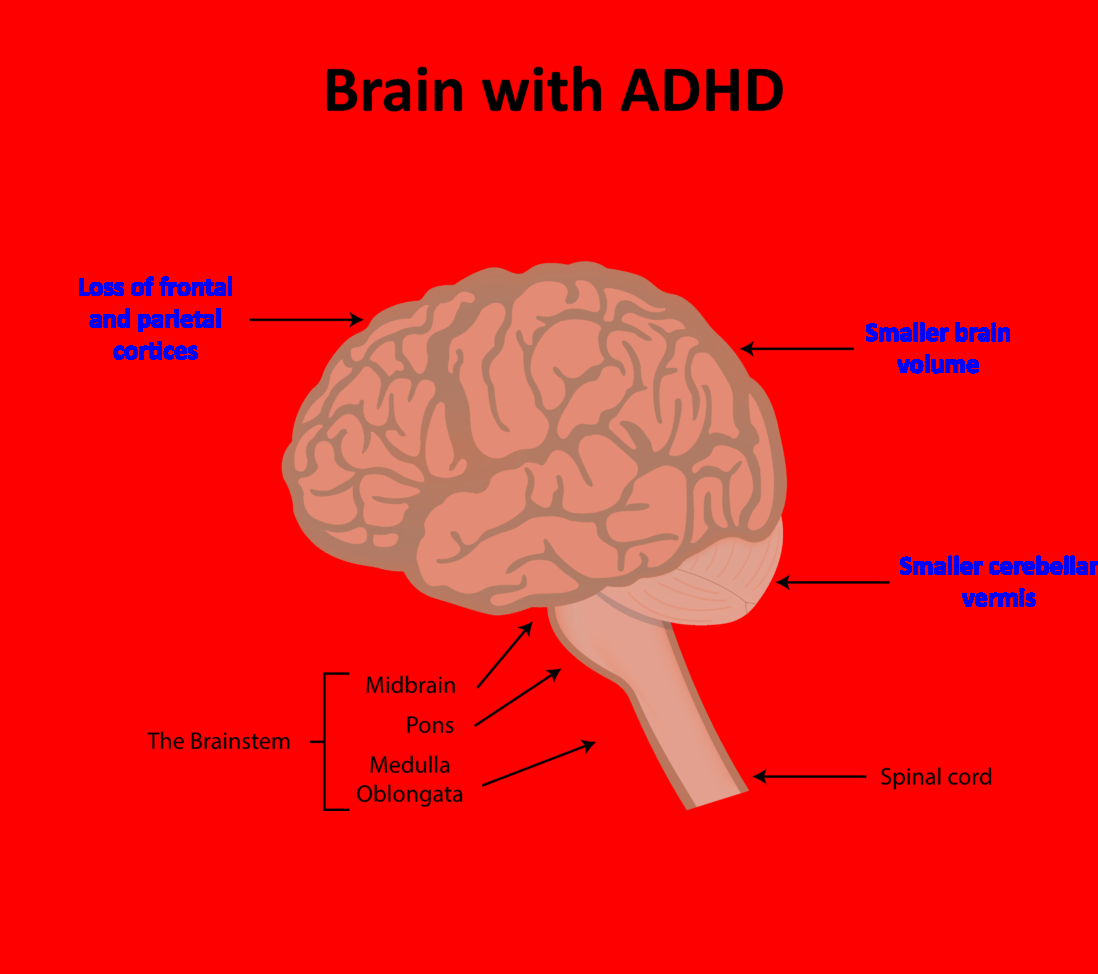 Brain with ADHD
Loss of frontal
and parietal
cortices
Smaller brain
volume
Smaller cerebellar
vermis
The Brainstem
Midbrain
Pons
Medulla
Oblongata
Spinal cord